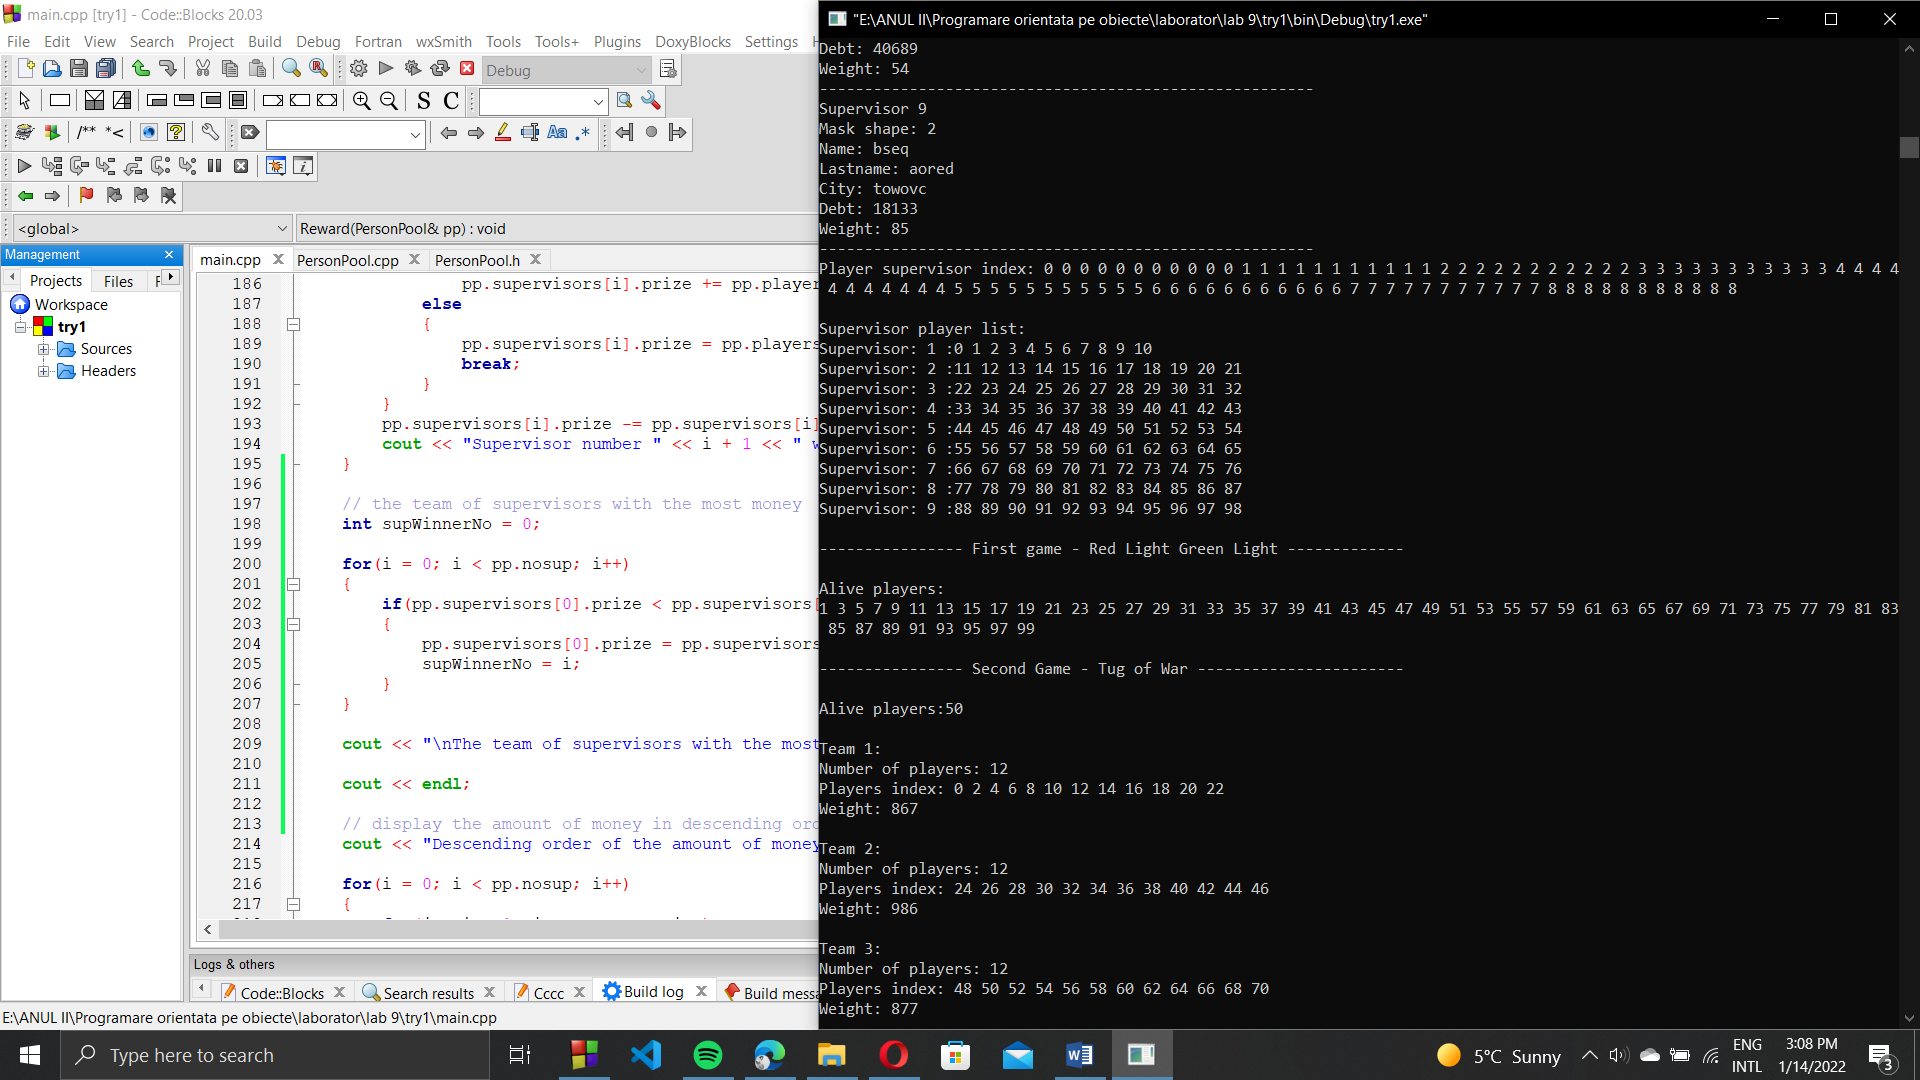 main.cpp [try1] - Code::Blocks 20.03
File Edit View Search Project Build Debug Fortran wxSmith Tools Tools+ Plugins DoxyBlocks Settings
Debug
S C
/** *<
Aa .*
<global>
Reward(PersonPool& pp) : void
Management
Projects Files
Workspace
try1
Sources
Headers
main.cpp PersonPool.cpp PersonPool.h
186 pp.supervisors[i].prize += pp.player
187 else
188 {
189 pp.supervisors[i].prize = pp.players
190 break;
191 }
192 }
193 pp.supervisors[i].prize -= pp.supervisors[i]
194 cout << "Supervisor number " << i + 1 << " w
195 }
196
197 // the team of supervisors with the most money
198 int supWinnerNo = 0;
199
200 for(i = 0; i < pp.nosup; i++)
201 {
202 if(pp.supervisors[0].prize < pp.supervisors[
203 {
204 pp.supervisors[0].prize = pp.supervisors
205 supWinnerNo = i;
206 }
207 }
208
209 cout << "\nThe team of supervisors with the most
210
211 cout << endl;
212
213 // display the amount of money in descending ord
214 cout << "Descending order of the amount of money
215
216 for(i = 0; i < pp.nosup; i++)
217 {
Logs & others
Code::Blocks Search results Cccc Build log Build messa
E:\ANUL II\Programare orientata pe obiecte\laborator\lab 9\try1\main.cpp
"E:\ANUL II\Programare orientata pe obiecte\laborator\lab 9\try1\bin\Debug\try1.exe"
Debt: 40689
Weight: 54
-------------------------------------------------------
Supervisor 9
Mask shape: 2
Name: bseq
Lastname: aored
City: towovc
Debt: 18133
Weight: 85
-------------------------------------------------------
Player supervisor index: 0 0 0 0 0 0 0 0 0 0 0 1 1 1 1 1 1 1 1 1 1 1 2 2 2 2 2 2 2 2 2 2 2 3 3 3 3 3 3 3 3 3 3 3 4 4 4 4
4 4 4 4 4 4 4 5 5 5 5 5 5 5 5 5 5 5 6 6 6 6 6 6 6 6 6 6 6 7 7 7 7 7 7 7 7 7 7 7 8 8 8 8 8 8 8 8 8 8 8
Supervisor player list:
Supervisor: 1 :0 1 2 3 4 5 6 7 8 9 10
Supervisor: 2 :11 12 13 14 15 16 17 18 19 20 21
Supervisor: 3 :22 23 24 25 26 27 28 29 30 31 32
Supervisor: 4 :33 34 35 36 37 38 39 40 41 42 43
Supervisor: 5 :44 45 46 47 48 49 50 51 52 53 54
Supervisor: 6 :55 56 57 58 59 60 61 62 63 64 65
Supervisor: 7 :66 67 68 69 70 71 72 73 74 75 76
Supervisor: 8 :77 78 79 80 81 82 83 84 85 86 87
Supervisor: 9 :88 89 90 91 92 93 94 95 96 97 98
---------------- First game - Red Light Green Light -------------
Alive players:
1 3 5 7 9 11 13 15 17 19 21 23 25 27 29 31 33 35 37 39 41 43 45 47 49 51 53 55 57 59 61 63 65 67 69 71 73 75 77 79 81 83
85 87 89 91 93 95 97 99
---------------- Second Game - Tug of War -----------------------
Alive players:50
Team 1:
Number of players: 12
Players index: 0 2 4 6 8 10 12 14 16 18 20 22
Weight: 867
Team 2:
Number of players: 12
Players index: 24 26 28 30 32 34 36 38 40 42 44 46
Weight: 986
Team 3:
Number of players: 12
Players index: 48 50 52 54 56 58 60 62 64 66 68 70
Weight: 877
Type here to search
5°C Sunny
ENG
INTL
3:08 PM
1/14/2022
3